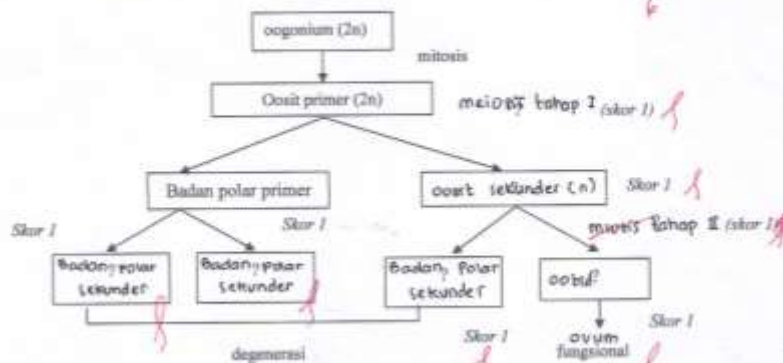 oogonium (2n)
mitosis
Oosit primer (2n)
meiosis tahap I (skor 1)
Badan polar primer
oosit sekunder (n)
Skor 1
Skor 1
Skor 1
tahap II (skor 1)
Badan polar
sekunder
Badan polar
sekunder
Badan Polar
sekunder
degenerasi
Skor 1
Skor 1
ovum
fungsional